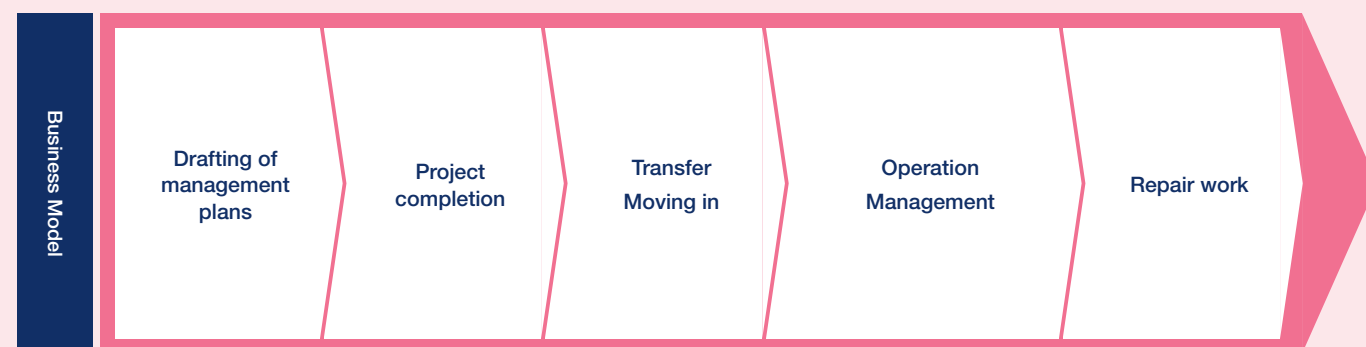 Business Model
Drafting of
management
plans
Project
completion
Transfer
Moving in
Operation
Management
Repair work